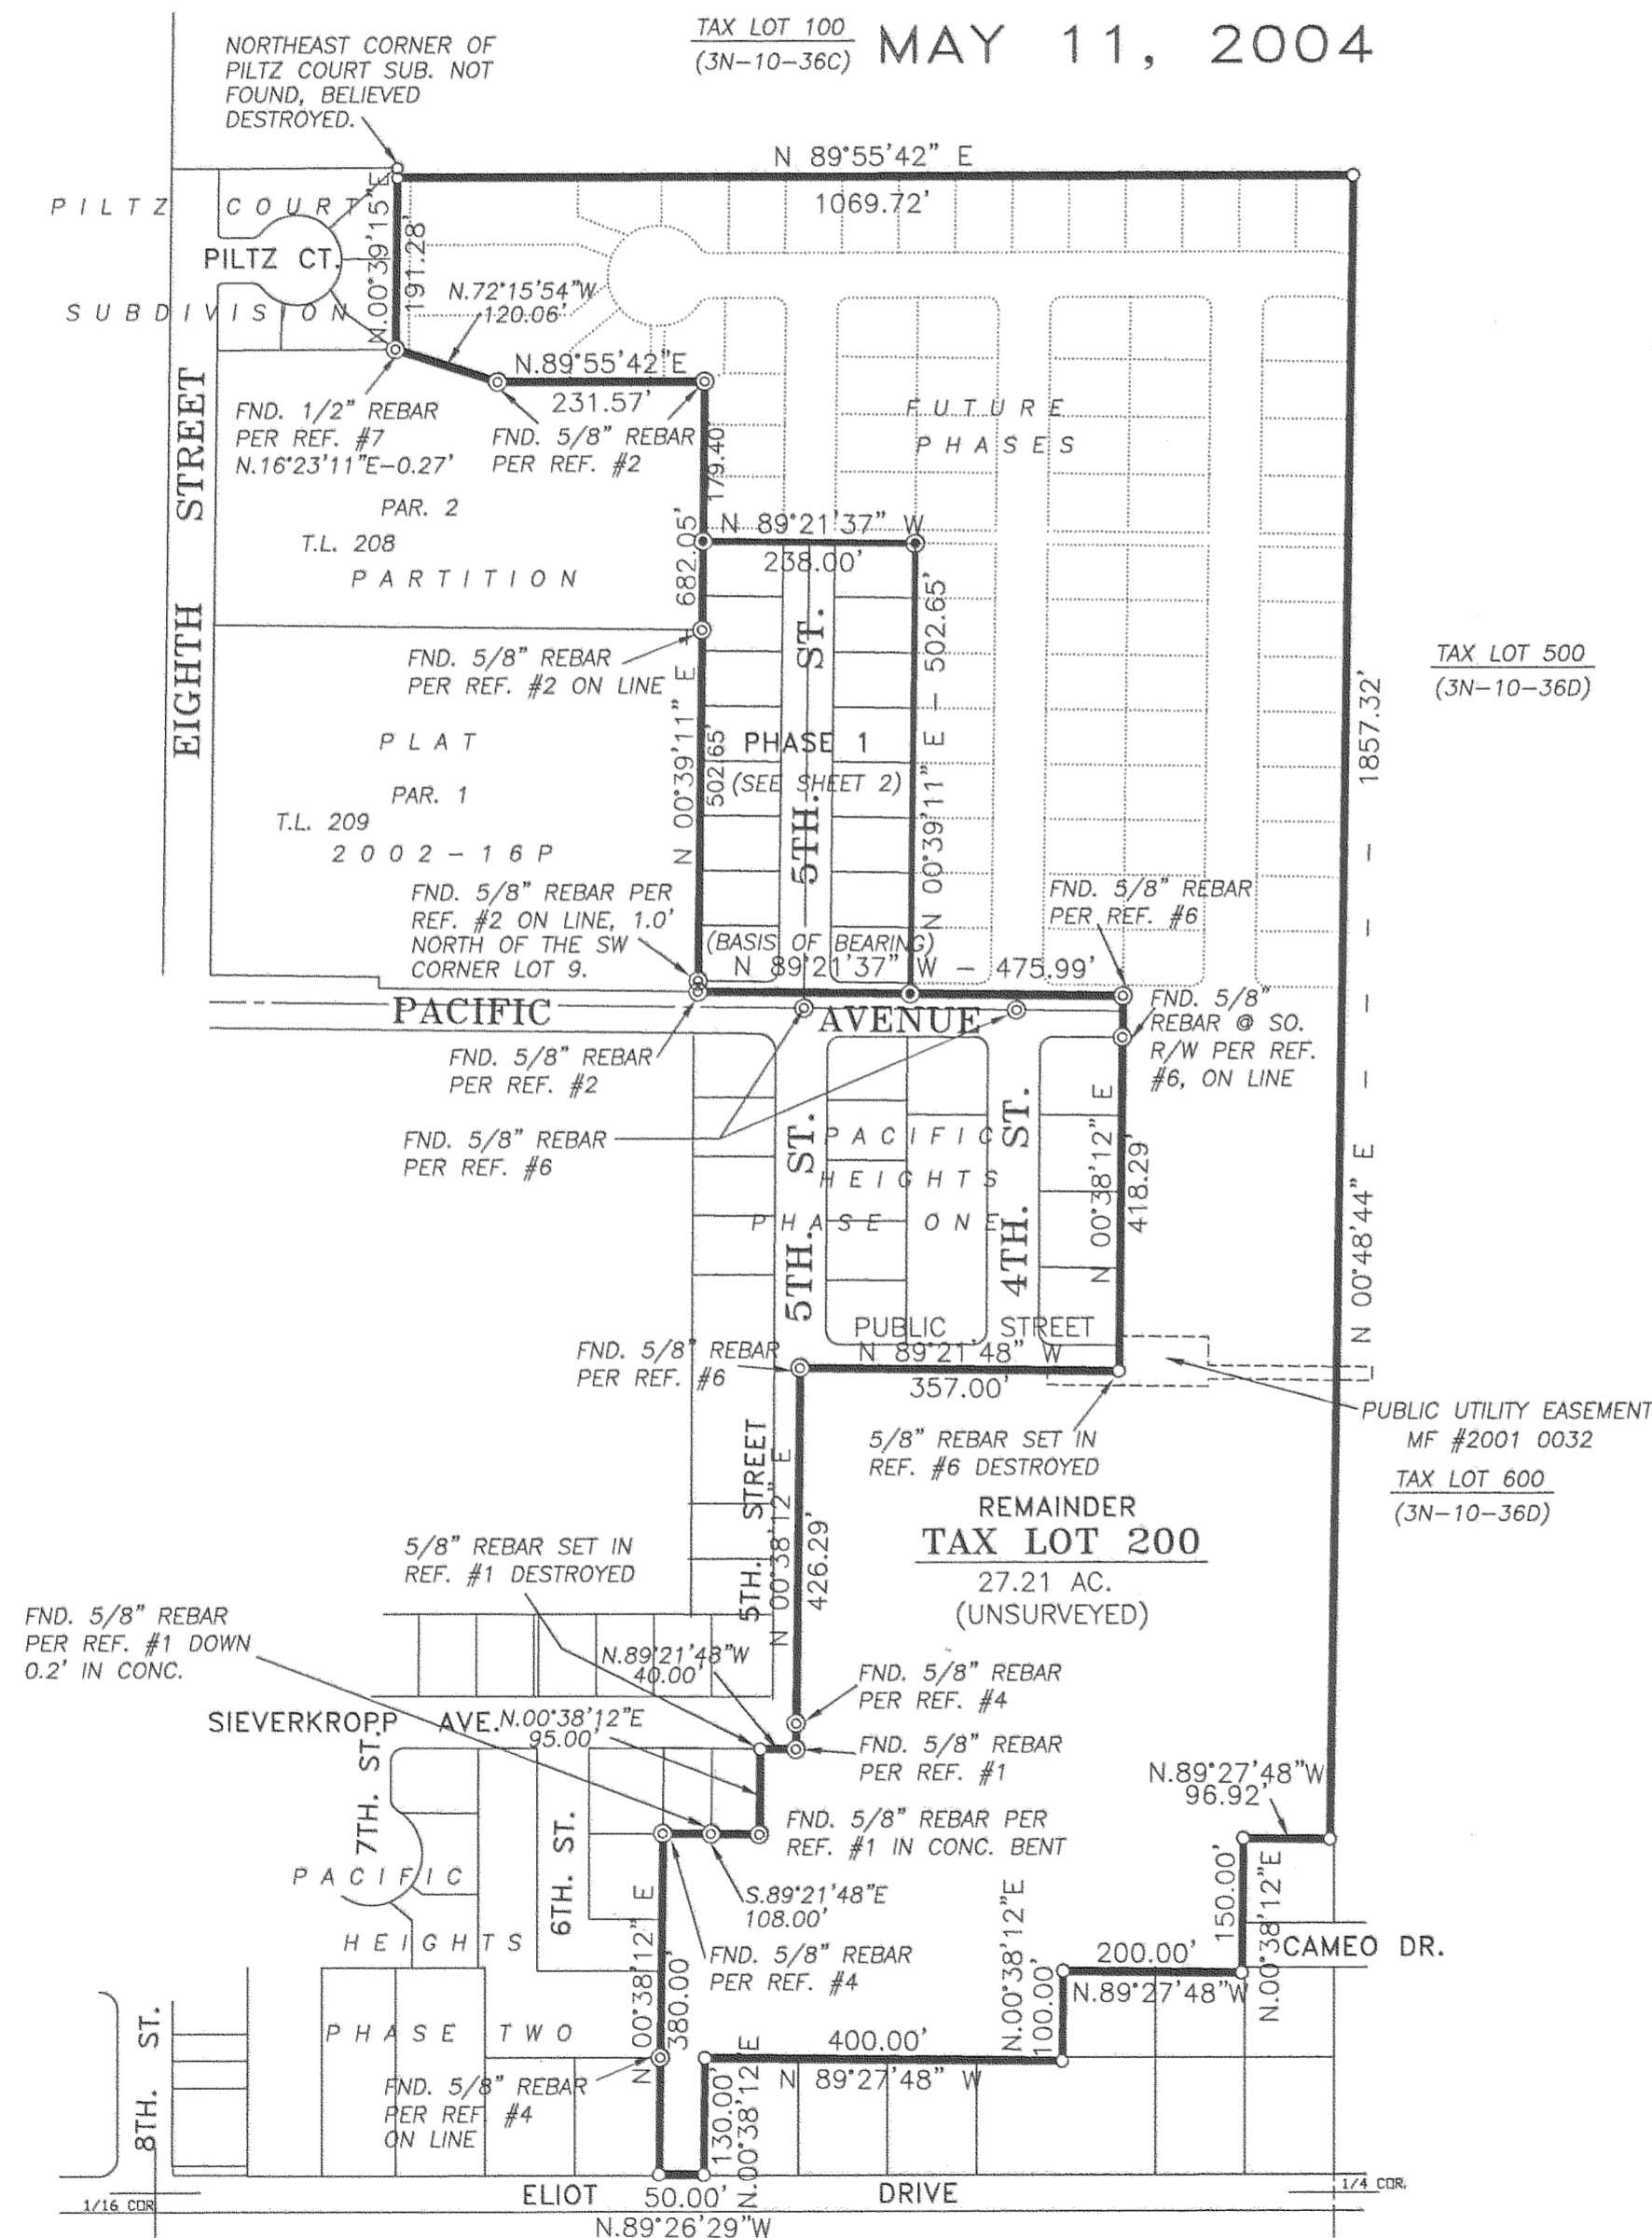 TAX LOT 100
(3N-10-36C)
MAY 11, 2004
NORTHEAST CORNER OF
PILTZ COURT SUB. NOT
FOUND, BELIEVED
DESTROYED.
N 89°55'42" E
1069.72'
PILTZ COURT
PILTZ CT.
SUBDIVISION
N.00°39'15"E
191.28'
N.72°15'54"W
120.06'
N.89°55'42"E
231.57'
FND. 1/2" REBAR
PER REF. #7
N.16°23'11"E-0.27'
FND. 5/8" REBAR
PER REF. #2
179.40'
FUTURE
PHASES
EIGHTH STREET
PAR. 2
T.L. 208
PARTITION
682.05'
N 89°21'37" W
238.00'
FND. 5/8" REBAR
PER REF. #2 ON LINE
N 00°39'11" E
502.65'
5TH. ST.
N 00°39'11" E - 502.65'
TAX LOT 500
(3N-10-36D)
1857.32'
PLAT
PAR. 1
T.L. 209
2002-16P
PHASE 1
(SEE SHEET 2)
FND. 5/8" REBAR PER
REF. #2 ON LINE, 1.0'
NORTH OF THE SW
CORNER LOT 9.
(BASIS OF BEARING)
N 89°21'37" W - 475.99'
FND. 5/8" REBAR
PER REF. #6
PACIFIC AVENUE
FND. 5/8"
REBAR @ SO.
R/W PER REF.
#6, ON LINE
FND. 5/8" REBAR
PER REF. #2
FND. 5/8" REBAR
PER REF. #6
5TH. ST.
PACIFIC
HEIGHTS
PHASE ONE
4TH. ST.
N 00°38'12" E
418.29'
N 00°48'44" E
PUBLIC STREET
N 89°21'48" W
357.00'
FND. 5/8" REBAR
PER REF. #6
PUBLIC UTILITY EASEMENT
MF #2001 0032
5/8" REBAR SET IN
REF. #6 DESTROYED
TAX LOT 600
(3N-10-36D)
REMAINDER
TAX LOT 200
27.21 AC.
(UNSURVEYED)
5TH. STREET
N 00°38'12" E
426.29'
5/8" REBAR SET IN
REF. #1 DESTROYED
FND. 5/8" REBAR
PER REF. #1 DOWN
0.2' IN CONC.
N.89°21'48"W
40.00'
FND. 5/8" REBAR
PER REF. #4
SIEVERKROPP AVE.
N.00°38'12"E
95.00'
FND. 5/8" REBAR
PER REF. #1
7TH. ST.
6TH. ST.
FND. 5/8" REBAR PER
REF. #1 IN CONC. BENT
N.89°27'48"W
96.92'
S.89°21'48"E
108.00'
PACIFIC
HEIGHTS
PHASE TWO
FND. 5/8" REBAR
PER REF. #4
N 00°38'12" E
380.00'
150.00'
N.00°38'12"E
CAMEO DR.
200.00'
N.89°27'48"W
N.00°38'12"E
100.00'
400.00'
N 89°27'48" W
FND. 5/8" REBAR
PER REF #4
ON LINE
130.00'
N.00°38'12 E
8TH. ST.
1/16 COR
ELIOT DRIVE
50.00'
N.89°26'29"W
1/4 COR.